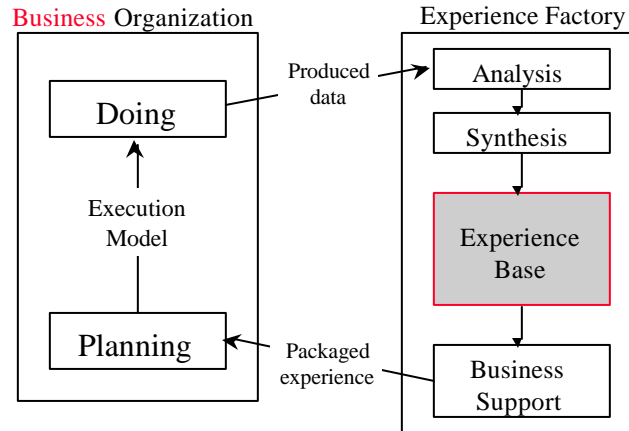 Business Organization
Experience Factory
Doing
Produced
data
Analysis
Synthesis
Execution
Model
Experience
Base
Planning
Packaged
experience
Business
Support